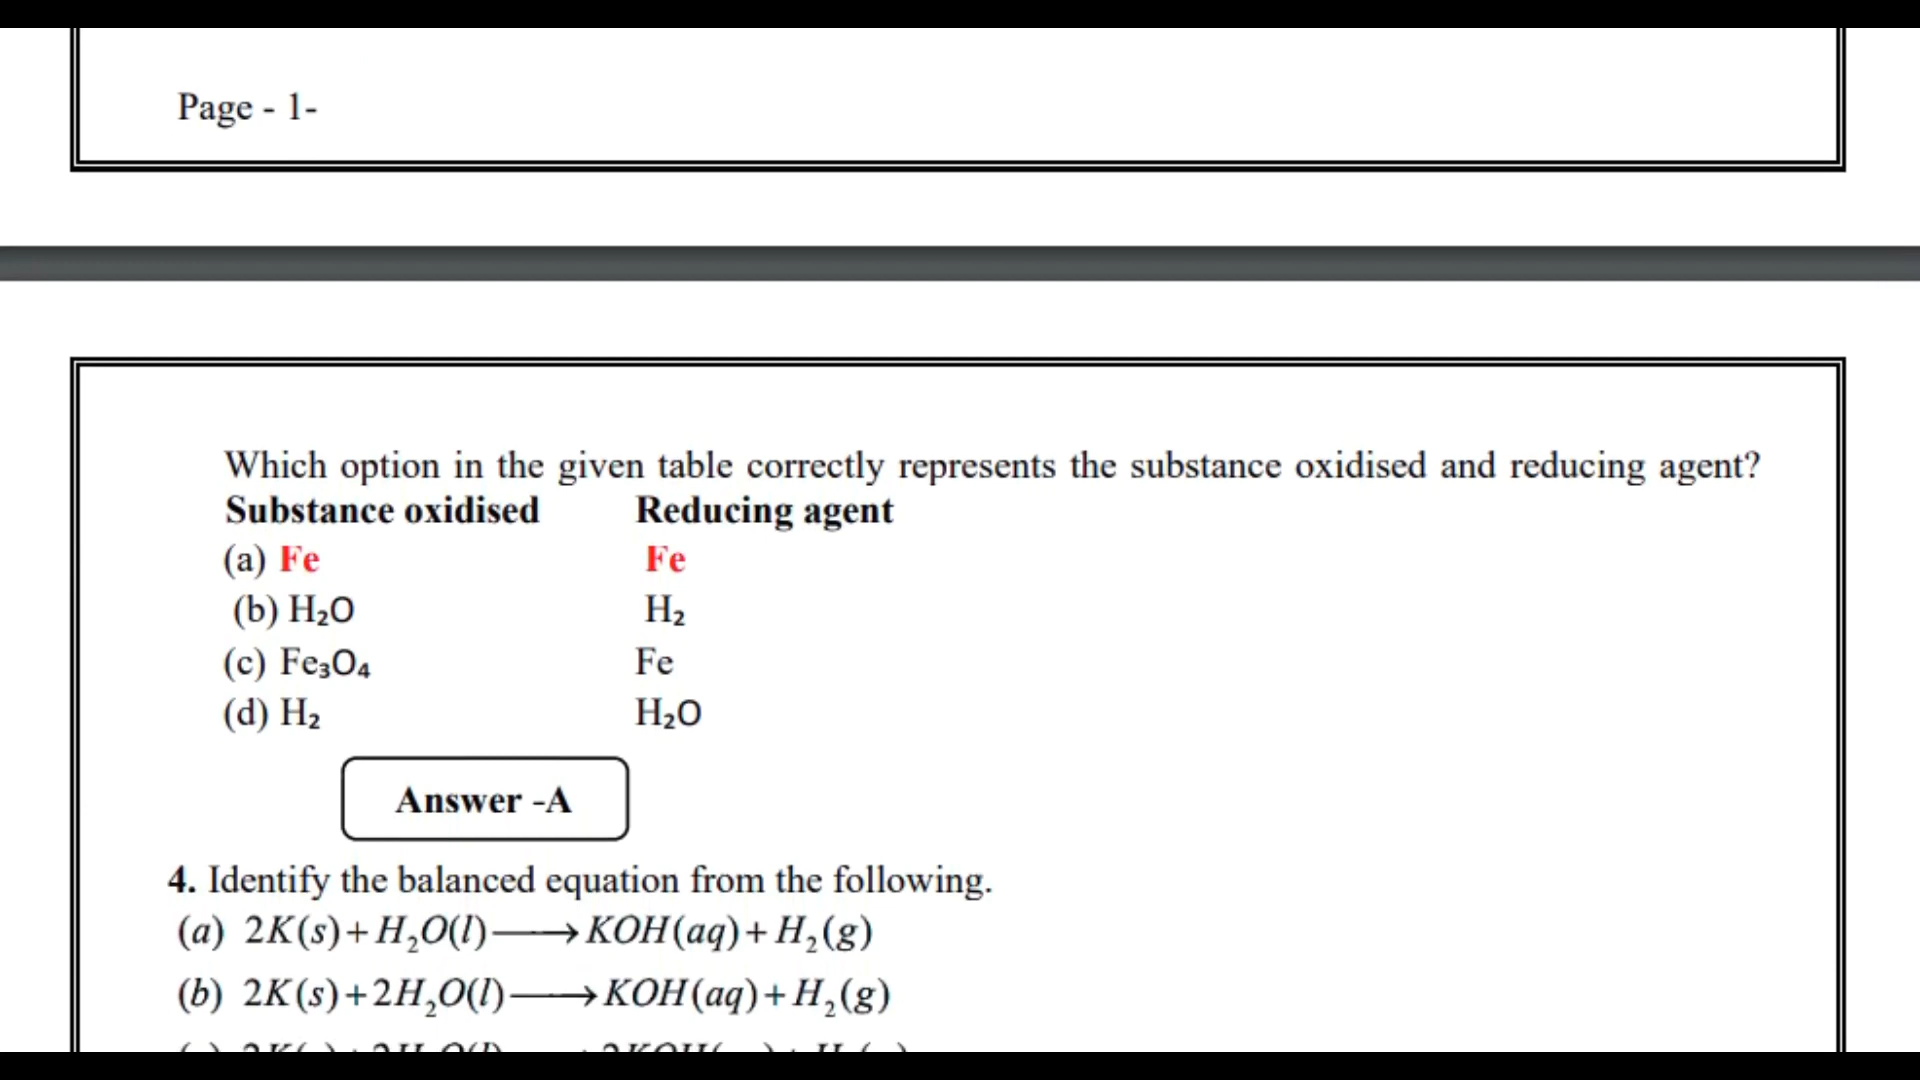 Page - 1-
Which option in the given table correctly represents the substance oxidised and reducing agent?
Substance oxidised Reducing agent
(a) Fe Fe
(b) H₂O H₂
(c) Fe₃O₄ Fe
(d) H₂ H₂O
Answer -A
4. Identify the balanced equation from the following.
(a) 2K(s)+H₂O(l)⟶KOH(aq)+H₂(g)
(b) 2K(s)+2H₂O(l)⟶KOH(aq)+H₂(g)